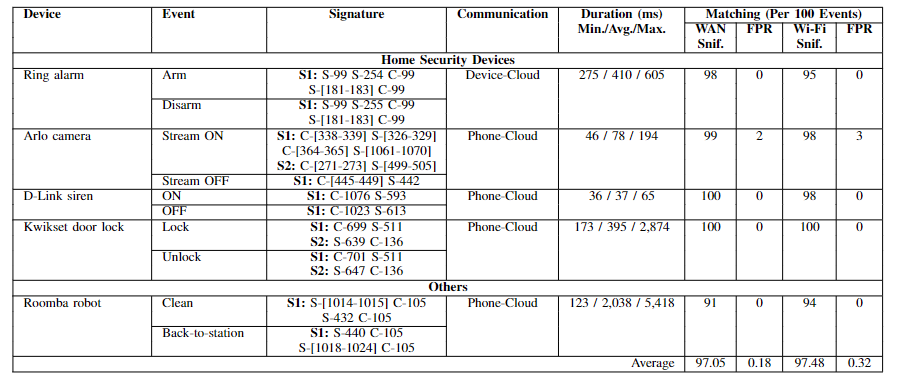 Device Event Signature Communication Duration (ms) Matching (Per 100 Events)
Min./Avg./Max. WAN FPR Wi-Fi FPR
Snif. Snif.
Home Security Devices
Ring alarm Arm S1: S-99 S-254 C-99 Device-Cloud 275 / 410 / 605 98 0 95 0
S-[181-183] C-99
Disarm S1: S-99 S-255 C-99
S-[181-183] C-99
Arlo camera Stream ON S1: C-[338-339] S-[326-329] Phone-Cloud 46 / 78 / 194 99 2 98 3
C-[364-365] S-[1061-1070]
S2: C-[271-273] S-[499-505]
Stream OFF S1: C-[445-449] S-442
D-Link siren ON S1: C-1076 S-593 Phone-Cloud 36 / 37 / 65 100 0 98 0
OFF S1: C-1023 S-613
Kwikset door lock Lock S1: C-699 S-511 Phone-Cloud 173 / 395 / 2,874 100 0 100 0
S2: S-639 C-136
Unlock S1: C-701 S-511
S2: S-647 C-136
Others
Roomba robot Clean S1: S-[1014-1015] C-105 Phone-Cloud 123 / 2,038 / 5,418 91 0 94 0
S-432 C-105
Back-to-station S1: S-440 C-105
S-[1018-1024] C-105
Average 97.05 0.18 97.48 0.32